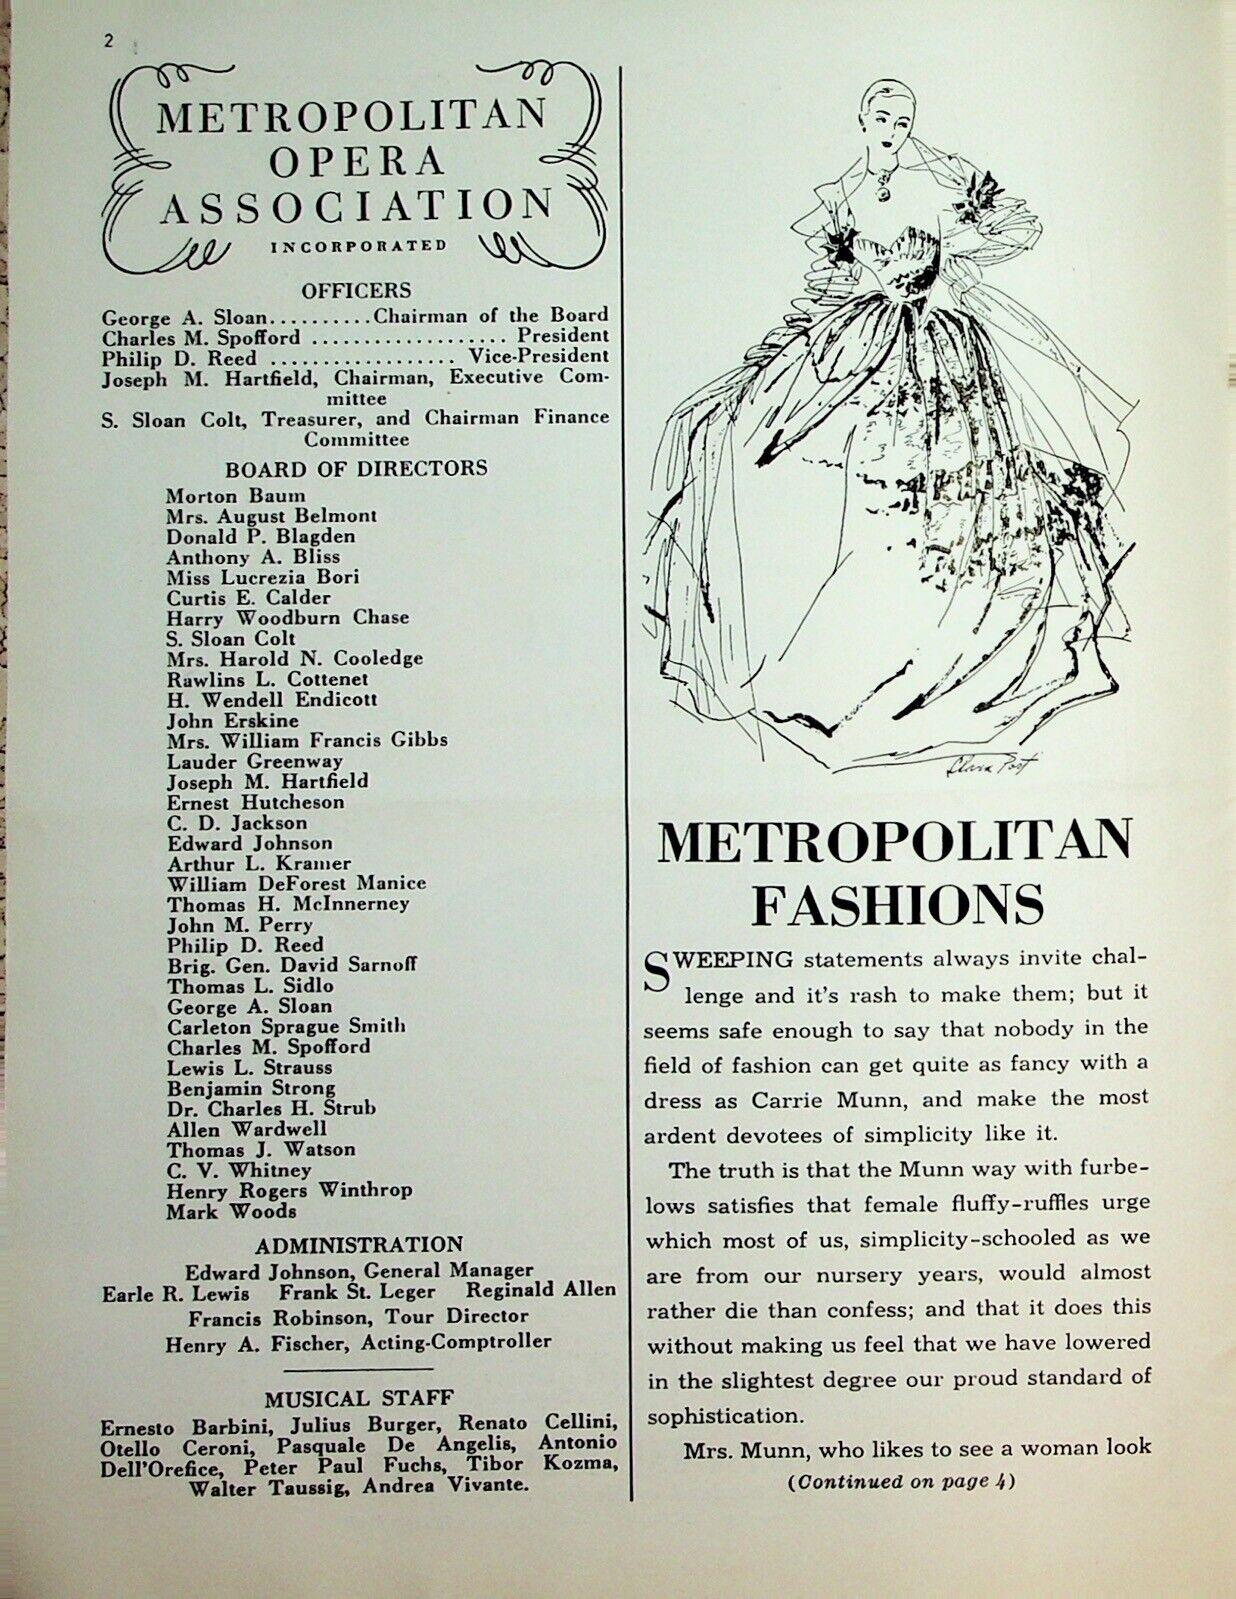 2
METROPOLITAN
OPERA
ASSOCIATION
INCORPORATED
OFFICERS
George A. Sloan..........Chairman of the Board
Charles M. Spofford .................. President
Philip D. Reed ................. Vice-President
Joseph M. Hartfield, Chairman, Executive Com-
mittee
S. Sloan Colt, Treasurer, and Chairman Finance
Committee
BOARD OF DIRECTORS
Morton Baum
Mrs. August Belmont
Donald P. Blagden
Anthony A. Bliss
Miss Lucrezia Bori
Curtis E. Calder
Harry Woodburn Chase
S. Sloan Colt
Mrs. Harold N. Cooledge
Rawlins L. Cottenet
H. Wendell Endicott
John Erskine
Mrs. William Francis Gibbs
Lauder Greenway
Joseph M. Hartfield
Ernest Hutcheson
C. D. Jackson
Edward Johnson
Arthur L. Kramer
William DeForest Manice
Thomas H. McInnerney
John M. Perry
Philip D. Reed
Brig. Gen. David Sarnoff
Thomas L. Sidlo
George A. Sloan
Carleton Sprague Smith
Charles M. Spofford
Lewis L. Strauss
Benjamin Strong
Dr. Charles H. Strub
Allen Wardwell
Thomas J. Watson
C. V. Whitney
Henry Rogers Winthrop
Mark Woods
ADMINISTRATION
Edward Johnson, General Manager
Earle R. Lewis Frank St. Leger Reginald Allen
Francis Robinson, Tour Director
Henry A. Fischer, Acting-Comptroller
MUSICAL STAFF
Ernesto Barbini, Julius Burger, Renato Cellini,
Otello Ceroni, Pasquale De Angelis, Antonio
Dell'Orefice, Peter Paul Fuchs, Tibor Kozma,
Walter Taussig, Andrea Vivante.
Clara Post
METROPOLITAN
FASHIONS
SWEEPING statements always invite chal-
lenge and it's rash to make them; but it
seems safe enough to say that nobody in the
field of fashion can get quite as fancy with a
dress as Carrie Munn, and make the most
ardent devotees of simplicity like it.
The truth is that the Munn way with furbe-
lows satisfies that female fluffy-ruffles urge
which most of us, simplicity-schooled as we
are from our nursery years, would almost
rather die than confess; and that it does this
without making us feel that we have lowered
in the slightest degree our proud standard of
sophistication.
Mrs. Munn, who likes to see a woman look
(Continued on page 4)